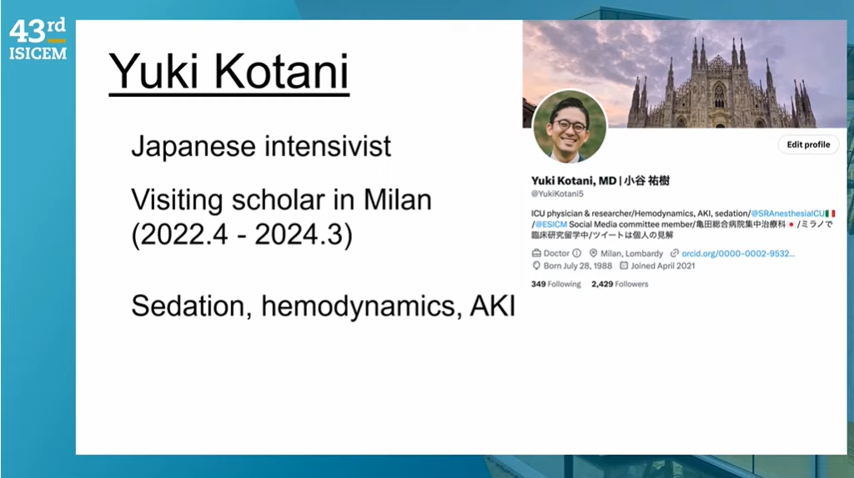 43rd
ISICEM
Yuki Kotani
Japanese intensivist
Visiting scholar in Milan
(2022.4 - 2024.3)
Sedation, hemodynamics, AKI
Edit profile
Yuki Kotani, MD | 小谷 祐樹
@YukiKotani5
ICU physician & researcher/Hemodynamics, AKI, sedation/@SRAnesthesiaICU🇮🇹
/@ESICM Social Media committee member/亀田総合病院集中治療科🇯🇵/ミラノで
臨床研究留学中/ツイートは個人の見解
Doctor Milan, Lombardy orcid.org/0000-0002-9532...
Born July 28, 1988 Joined April 2021
349 Following 2,429 Followers